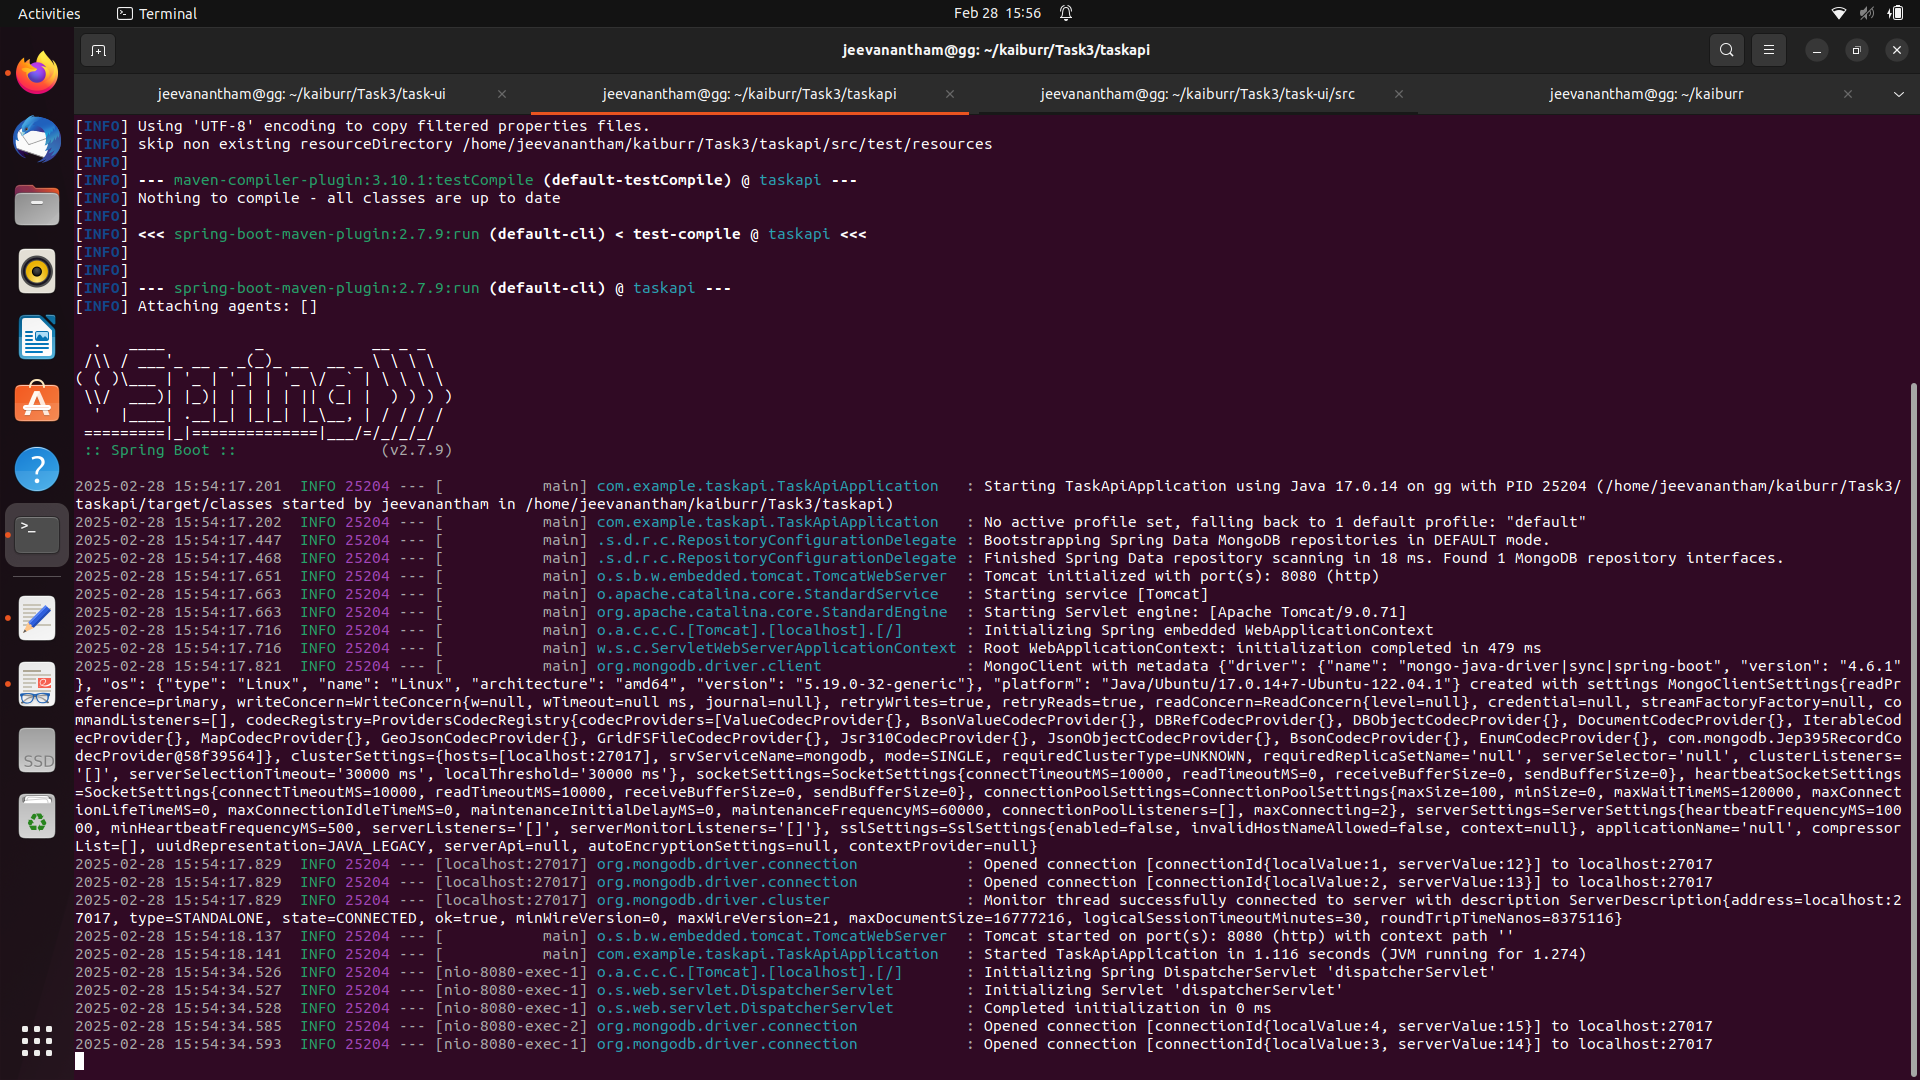 Activities
Terminal
Feb 28 15:56
jeevanantham@gg: ~/kaiburr/Task3/taskapi
jeevanantham@gg: ~/kaiburr/Task3/task-ui
jeevanantham@gg: ~/kaiburr/Task3/taskapi
jeevanantham@gg: ~/kaiburr/Task3/task-ui/src
jeevanantham@gg: ~/kaiburr
[INFO] Using 'UTF-8' encoding to copy filtered properties files.
[INFO] skip non existing resourceDirectory /home/jeevanantham/kaiburr/Task3/taskapi/src/test/resources
[INFO]
[INFO] --- maven-compiler-plugin:3.10.1:testCompile (default-testCompile) @ taskapi ---
[INFO] Nothing to compile - all classes are up to date
[INFO]
[INFO] <<< spring-boot-maven-plugin:2.7.9:run (default-cli) < test-compile @ taskapi <<<
[INFO]
[INFO]
[INFO] --- spring-boot-maven-plugin:2.7.9:run (default-cli) @ taskapi ---
[INFO] Attaching agents: []
  .   ____          _            __ _ _
 /\\ / ___'_ __ _ _(_)_ __  __ _ \ \ \ \
( ( )\___ | '_ | '_| | '_ \/ _` | \ \ \ \
 \\/  ___)| |_)| | | | | || (_| |  ) ) ) )
  '  |____| .__|_| |_|_| |_\__, | / / / /
 =========|_|==============|___/=/_/_/_/
 :: Spring Boot ::                (v2.7.9)
2025-02-28 15:54:17.201  INFO 25204 --- [           main] com.example.taskapi.TaskApiApplication   : Starting TaskApiApplication using Java 17.0.14 on gg with PID 25204 (/home/jeevanantham/kaiburr/Task3/
taskapi/target/classes started by jeevanantham in /home/jeevanantham/kaiburr/Task3/taskapi)
2025-02-28 15:54:17.202  INFO 25204 --- [           main] com.example.taskapi.TaskApiApplication   : No active profile set, falling back to 1 default profile: "default"
2025-02-28 15:54:17.447  INFO 25204 --- [           main] .s.d.r.c.RepositoryConfigurationDelegate : Bootstrapping Spring Data MongoDB repositories in DEFAULT mode.
2025-02-28 15:54:17.468  INFO 25204 --- [           main] .s.d.r.c.RepositoryConfigurationDelegate : Finished Spring Data repository scanning in 18 ms. Found 1 MongoDB repository interfaces.
2025-02-28 15:54:17.651  INFO 25204 --- [           main] o.s.b.w.embedded.tomcat.TomcatWebServer  : Tomcat initialized with port(s): 8080 (http)
2025-02-28 15:54:17.663  INFO 25204 --- [           main] o.apache.catalina.core.StandardService   : Starting service [Tomcat]
2025-02-28 15:54:17.663  INFO 25204 --- [           main] org.apache.catalina.core.StandardEngine  : Starting Servlet engine: [Apache Tomcat/9.0.71]
2025-02-28 15:54:17.716  INFO 25204 --- [           main] o.a.c.c.C.[Tomcat].[localhost].[/]       : Initializing Spring embedded WebApplicationContext
2025-02-28 15:54:17.716  INFO 25204 --- [           main] w.s.c.ServletWebServerApplicationContext : Root WebApplicationContext: initialization completed in 479 ms
2025-02-28 15:54:17.821  INFO 25204 --- [           main] org.mongodb.driver.client                : MongoClient with metadata {"driver": {"name": "mongo-java-driver|sync|spring-boot", "version": "4.6.1"
}, "os": {"type": "Linux", "name": "Linux", "architecture": "amd64", "version": "5.19.0-32-generic"}, "platform": "Java/Ubuntu/17.0.14+7-Ubuntu-122.04.1"} created with settings MongoClientSettings{readPr
eference=primary, writeConcern=WriteConcern{w=null, wTimeout=null ms, journal=null}, retryWrites=true, retryReads=true, readConcern=ReadConcern{level=null}, credential=null, streamFactoryFactory=null, co
mmandListeners=[], codecRegistry=ProvidersCodecRegistry{codecProviders=[ValueCodecProvider{}, BsonValueCodecProvider{}, DBRefCodecProvider{}, DBObjectCodecProvider{}, DocumentCodecProvider{}, IterableCod
ecProvider{}, MapCodecProvider{}, GeoJsonCodecProvider{}, GridFSFileCodecProvider{}, Jsr310CodecProvider{}, JsonObjectCodecProvider{}, BsonCodecProvider{}, EnumCodecProvider{}, com.mongodb.Jep395RecordCo
decProvider@58f39564]}, clusterSettings={hosts=[localhost:27017], srvServiceName=mongodb, mode=SINGLE, requiredClusterType=UNKNOWN, requiredReplicaSetName='null', serverSelector='null', clusterListeners=
'[]', serverSelectionTimeout='30000 ms', localThreshold='30000 ms'}, socketSettings=SocketSettings{connectTimeoutMS=10000, readTimeoutMS=0, receiveBufferSize=0, sendBufferSize=0}, heartbeatSocketSettings
=SocketSettings{connectTimeoutMS=10000, readTimeoutMS=10000, receiveBufferSize=0, sendBufferSize=0}, connectionPoolSettings=ConnectionPoolSettings{maxSize=100, minSize=0, maxWaitTimeMS=120000, maxConnect
ionLifeTimeMS=0, maxConnectionIdleTimeMS=0, maintenanceInitialDelayMS=0, maintenanceFrequencyMS=60000, connectionPoolListeners=[], maxConnecting=2}, serverSettings=ServerSettings{heartbeatFrequencyMS=100
00, minHeartbeatFrequencyMS=500, serverListeners='[]', serverMonitorListeners='[]'}, sslSettings=SslSettings{enabled=false, invalidHostNameAllowed=false, context=null}, applicationName='null', compressor
List=[], uuidRepresentation=JAVA_LEGACY, serverApi=null, autoEncryptionSettings=null, contextProvider=null}
2025-02-28 15:54:17.829  INFO 25204 --- [localhost:27017] org.mongodb.driver.connection            : Opened connection [connectionId{localValue:1, serverValue:12}] to localhost:27017
2025-02-28 15:54:17.829  INFO 25204 --- [localhost:27017] org.mongodb.driver.connection            : Opened connection [connectionId{localValue:2, serverValue:13}] to localhost:27017
2025-02-28 15:54:17.829  INFO 25204 --- [localhost:27017] org.mongodb.driver.cluster               : Monitor thread successfully connected to server with description ServerDescription{address=localhost:2
7017, type=STANDALONE, state=CONNECTED, ok=true, minWireVersion=0, maxWireVersion=21, maxDocumentSize=16777216, logicalSessionTimeoutMinutes=30, roundTripTimeNanos=8375116}
2025-02-28 15:54:18.137  INFO 25204 --- [           main] o.s.b.w.embedded.tomcat.TomcatWebServer  : Tomcat started on port(s): 8080 (http) with context path ''
2025-02-28 15:54:18.141  INFO 25204 --- [           main] com.example.taskapi.TaskApiApplication   : Started TaskApiApplication in 1.116 seconds (JVM running for 1.274)
2025-02-28 15:54:34.526  INFO 25204 --- [nio-8080-exec-1] o.a.c.c.C.[Tomcat].[localhost].[/]       : Initializing Spring DispatcherServlet 'dispatcherServlet'
2025-02-28 15:54:34.527  INFO 25204 --- [nio-8080-exec-1] o.s.web.servlet.DispatcherServlet        : Initializing Servlet 'dispatcherServlet'
2025-02-28 15:54:34.528  INFO 25204 --- [nio-8080-exec-1] o.s.web.servlet.DispatcherServlet        : Completed initialization in 0 ms
2025-02-28 15:54:34.585  INFO 25204 --- [nio-8080-exec-2] org.mongodb.driver.connection            : Opened connection [connectionId{localValue:4, serverValue:15}] to localhost:27017
2025-02-28 15:54:34.593  INFO 25204 --- [nio-8080-exec-1] org.mongodb.driver.connection            : Opened connection [connectionId{localValue:3, serverValue:14}] to localhost:27017
SSD